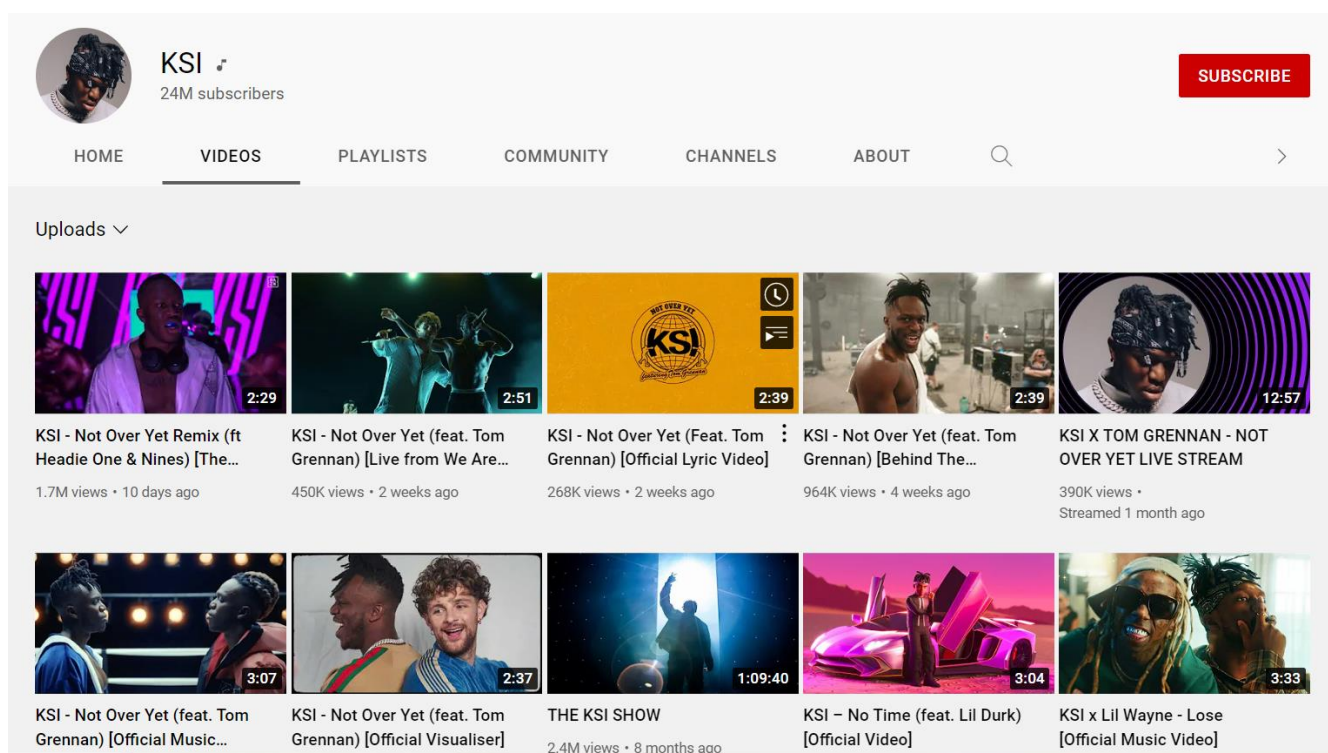 KSI
24M subscribers
SUBSCRIBE
HOME VIDEOS PLAYLISTS COMMUNITY CHANNELS ABOUT
Uploads
2:29
2:51
NOT OVER YET
KSI
featuring Tom Grennan
2:39
2:39
12:57
KSI - Not Over Yet Remix (ft
Headie One & Nines) [The...
1.7M views • 10 days ago
KSI - Not Over Yet (feat. Tom
Grennan) [Live from We Are...
450K views • 2 weeks ago
KSI - Not Over Yet (Feat. Tom
Grennan) [Official Lyric Video]
268K views • 2 weeks ago
KSI - Not Over Yet (feat. Tom
Grennan) [Behind The...
964K views • 4 weeks ago
KSI X TOM GRENNAN - NOT
OVER YET LIVE STREAM
390K views •
Streamed 1 month ago
3:07
2:37
1:09:40
3:04
3:33
KSI - Not Over Yet (feat. Tom
Grennan) [Official Music...
KSI - Not Over Yet (feat. Tom
Grennan) [Official Visualiser]
THE KSI SHOW
2.4M views • 8 months ago
KSI – No Time (feat. Lil Durk)
[Official Video]
KSI x Lil Wayne - Lose
[Official Music Video]